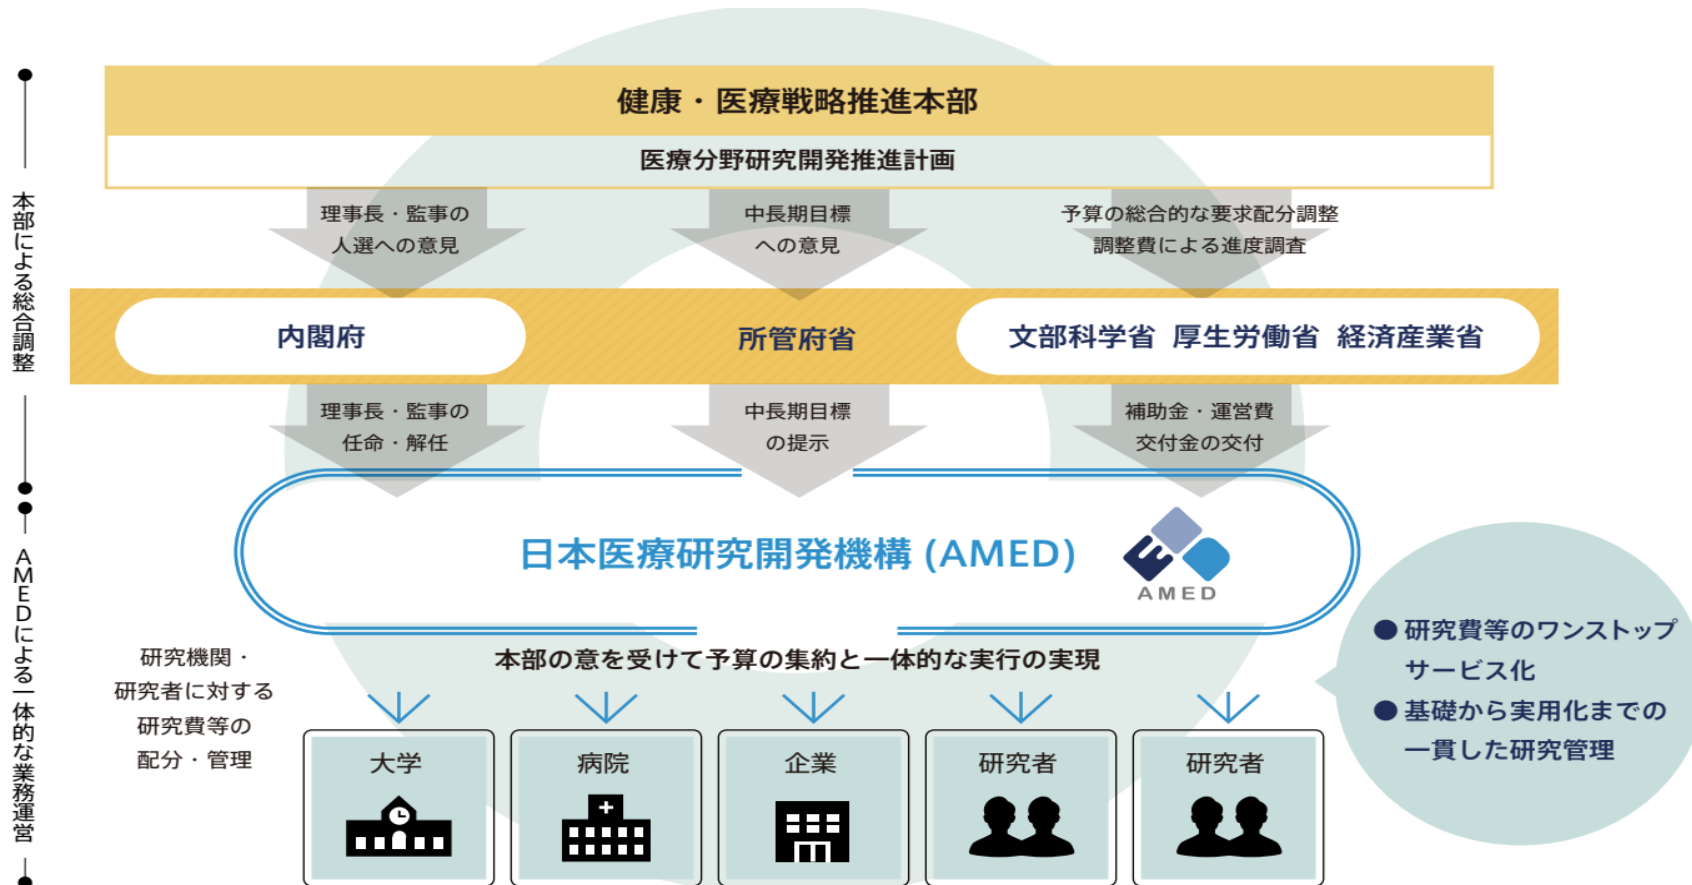 健康・医療戦略推進本部
医療分野研究開発推進計画
理事長・監事の
人選への意見
中長期目標
への意見
予算の総合的な要求配分調整
調整費による進度調査
本部による総合調整
内閣府
所管府省
文部科学省 厚生労働省 経済産業省
理事長・監事の
任命・解任
中長期目標
の提示
補助金・運営費
交付金の交付
日本医療研究開発機構 (AMED)
AMED
AMEDによる一体的な業務運営
研究機関・
研究者に対する
研究費等の
配分・管理
本部の意を受けて予算の集約と一体的な実行の実現
● 研究費等のワンストップ
サービス化
● 基礎から実用化までの
一貫した研究管理
大学
病院
企業
研究者
研究者